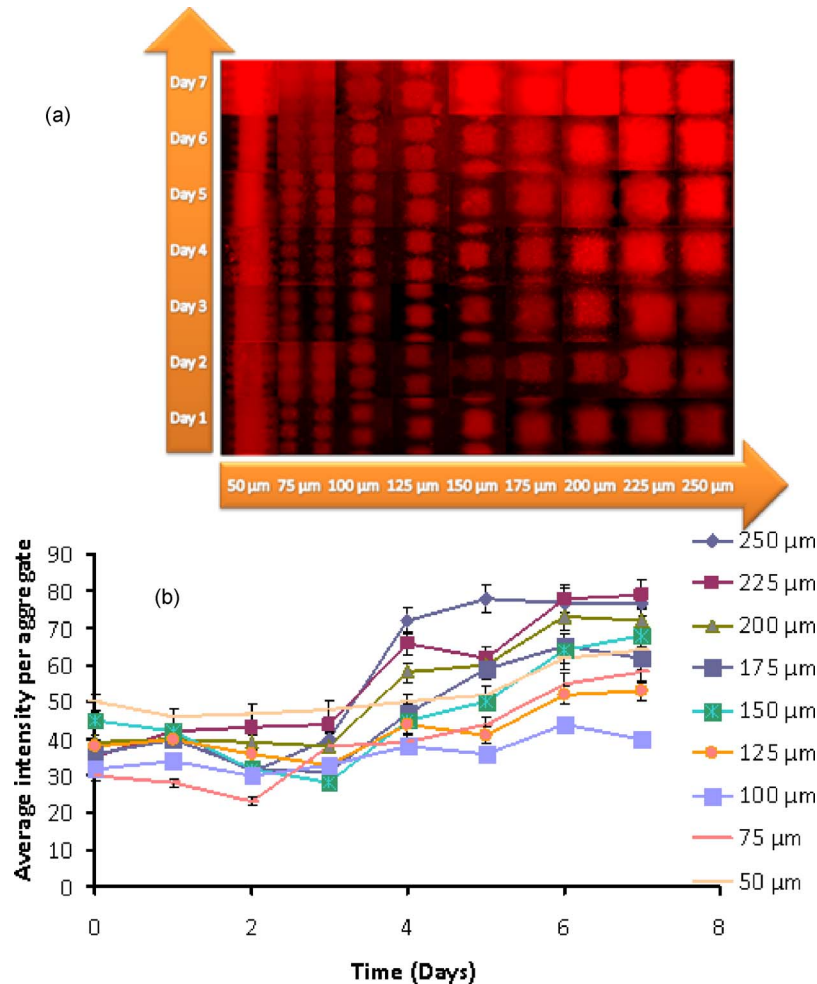 (a)
Day 7
Day 6
Day 5
Day 4
Day 3
Day 2
Day 1
50 µm 75 µm 100 µm 125 µm 150 µm 175 µm 200 µm 225 µm 250 µm
(b)
Average intensity per aggregate
90
80
70
60
50
40
30
20
10
0
0 2 4 6 8
Time (Days)
250 µm
225 µm
200 µm
175 µm
150 µm
125 µm
100 µm
75 µm
50 µm